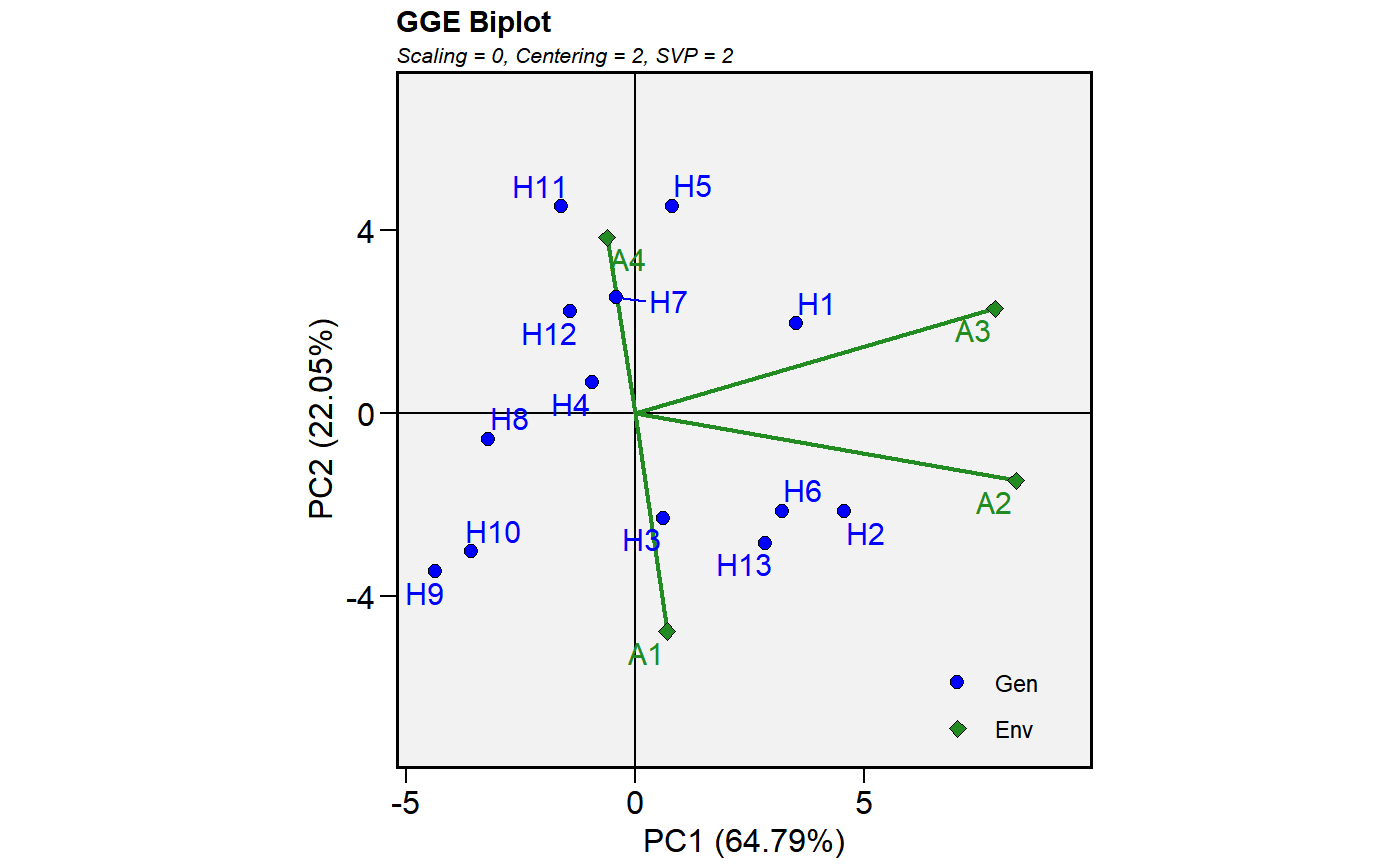 GGE Biplot
Scaling = 0, Centering = 2, SVP = 2
H11
H5
4
A4
H7
H1
H12
A3
H4
0
H8
PC2 (22.05%)
H6
A2
H10
H3
H2
H13
-4
H9
A1
Gen
Env
-5
0
5
PC1 (64.79%)